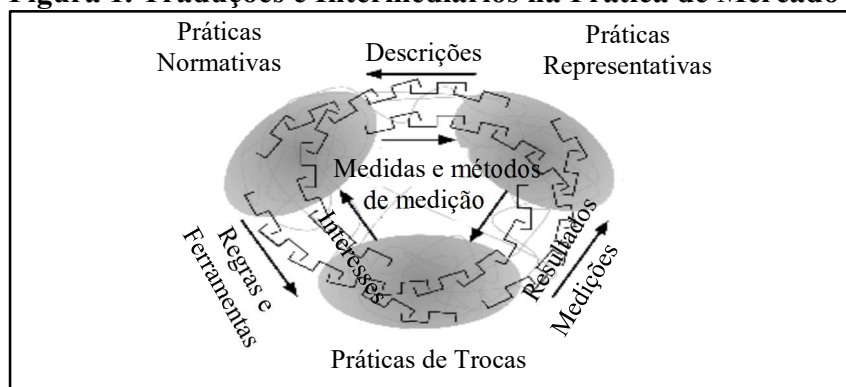 Figura 1: Traduções e Intermediários na Prática de Mercado
Práticas
Normativas
Descrições
Práticas
Representativas
Medidas e métodos
de medição
Regras e
Ferramentas
Interesses
Resultados
Medições
Práticas de Trocas